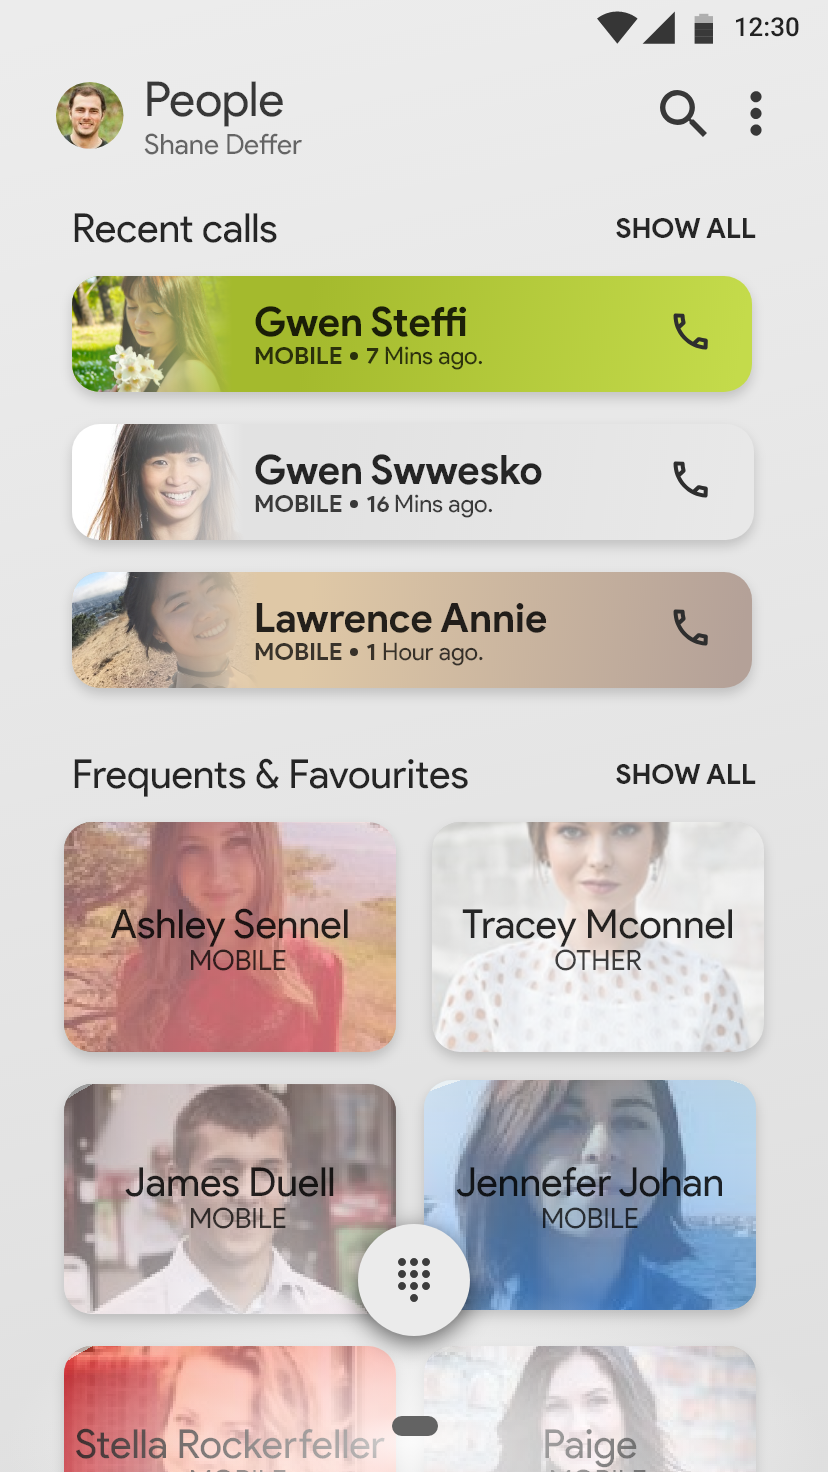 12:30
People
Shane Deffer
Recent calls
SHOW ALL
Gwen Steffi
MOBILE • 7 Mins ago.
Gwen Swwesko
MOBILE • 16 Mins ago.
Lawrence Annie
MOBILE • 1 Hour ago.
Frequents & Favourites
SHOW ALL
Ashley Sennel
MOBILE
Tracey Mconnel
OTHER
James Duell
MOBILE
Jennefer Johan
MOBILE
Stella Rockerfeller
MOBILE
Paige
MOBILE